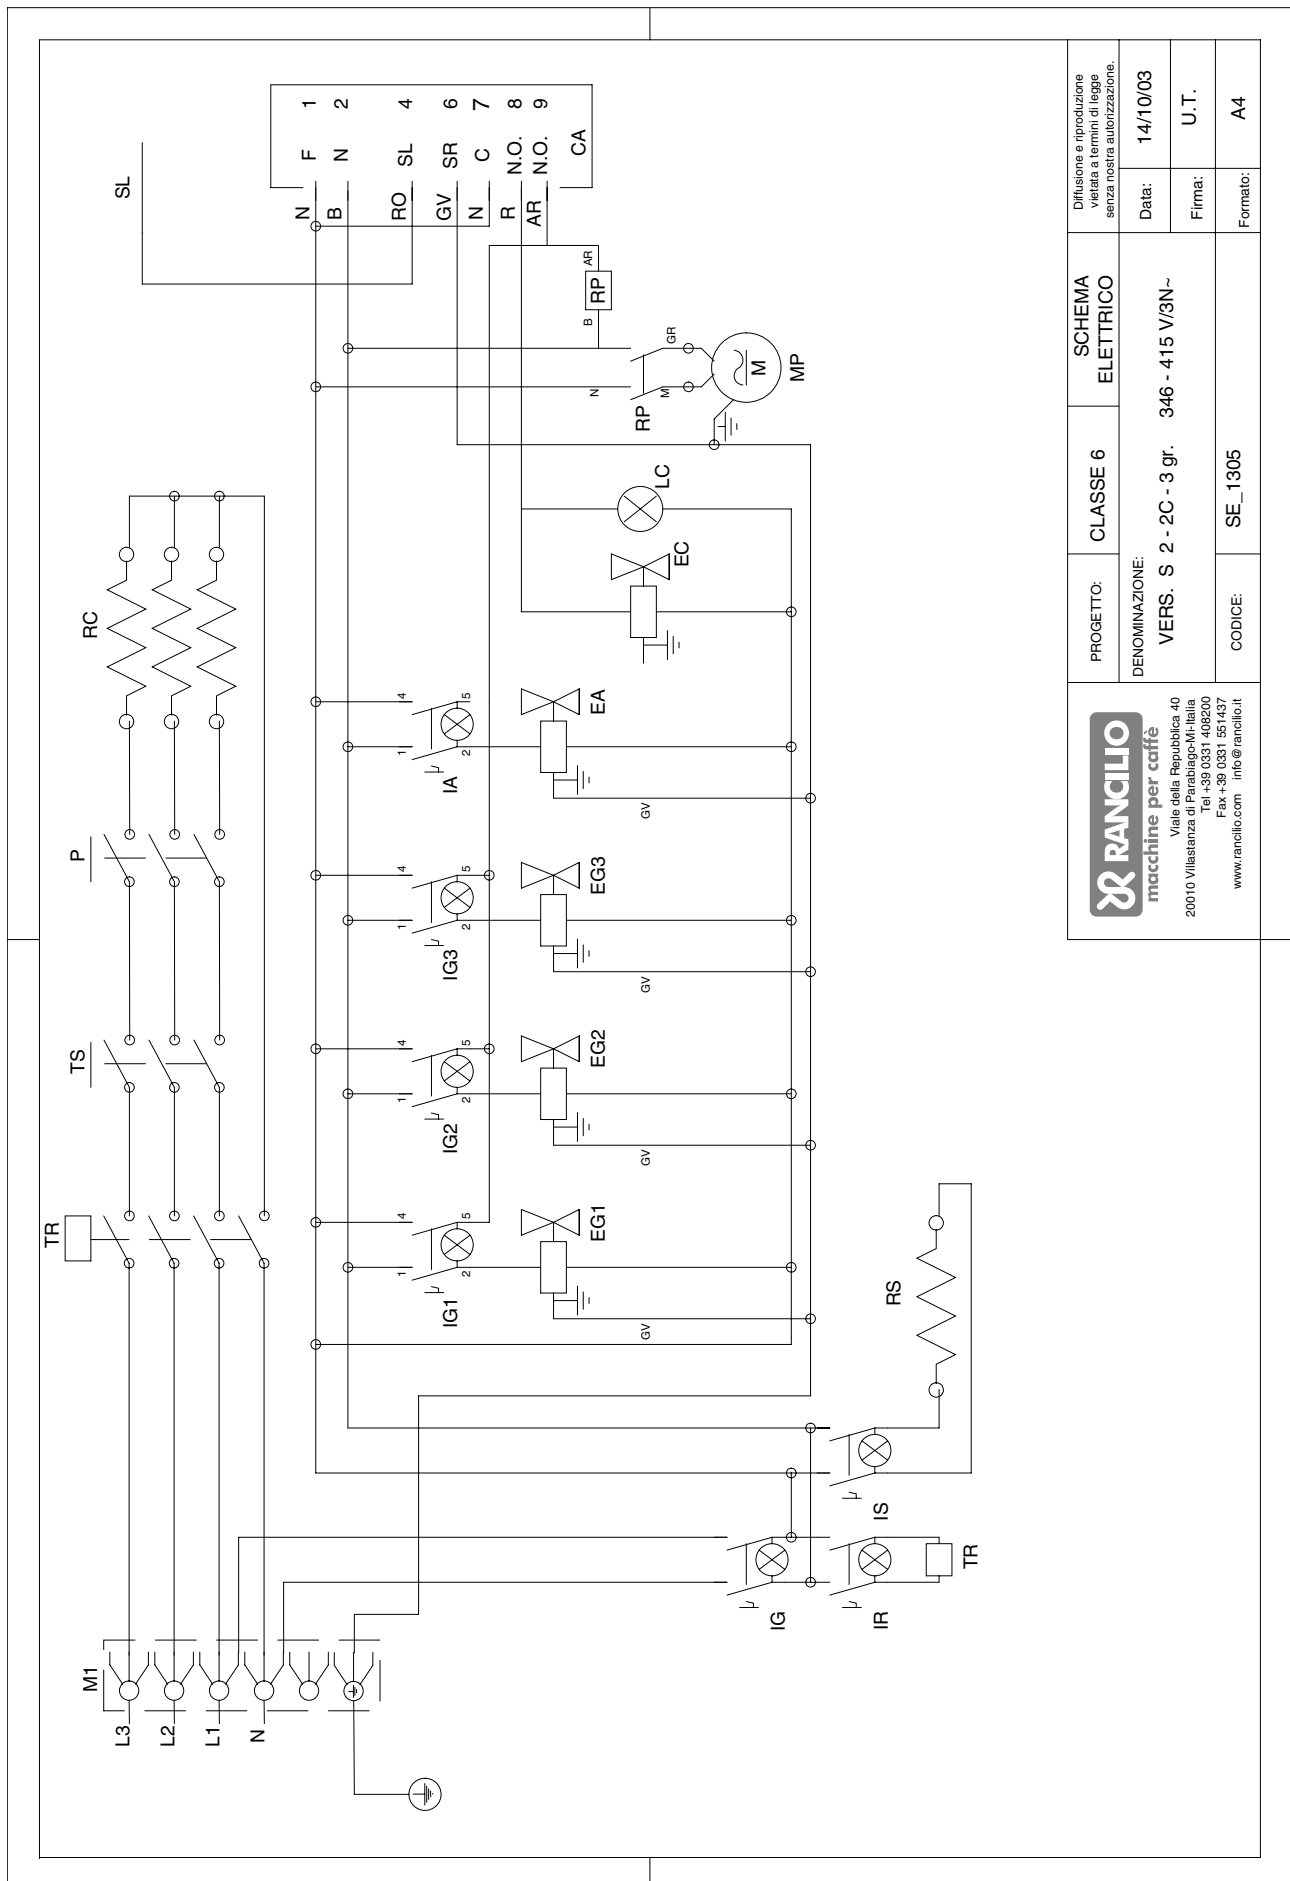 SL
F 1
N 2
SL 4
SR 6
C 7
N.O. 8
N.O. 9
CA
N
B
RO
GV
N
R
AR
AR
RP
B
GR
N
M
RP
M
MP
RC
LC
EC
P
TS
TR
4
5
1
2
IA
EA
GV
4
5
1
2
IG3
EG3
GV
4
5
1
2
IG2
EG2
GV
4
5
1
2
IG1
EG1
GV
RS
IS
IG
IR
TR
M1
L3
L2
L1
N
RANCILIO
macchine per caffè
Viale della Repubblica 40
20010 Villastanza di Parabiago-Mi-Italia
Tel +39 0331 408200
Fax +39 0331 551437
www.rancilio.com info@rancilio.it
PROGETTO:
CLASSE 6
SCHEMA
ELETTRICO
Diffusione e riproduzione
vietata a termini di legge
senza nostra autorizzazione.
DENOMINAZIONE:
VERS. S 2 - 2C - 3 gr. 346 - 415 V/3N~
Data:
14/10/03
Firma:
U.T.
CODICE:
SE_1305
Formato:
A4